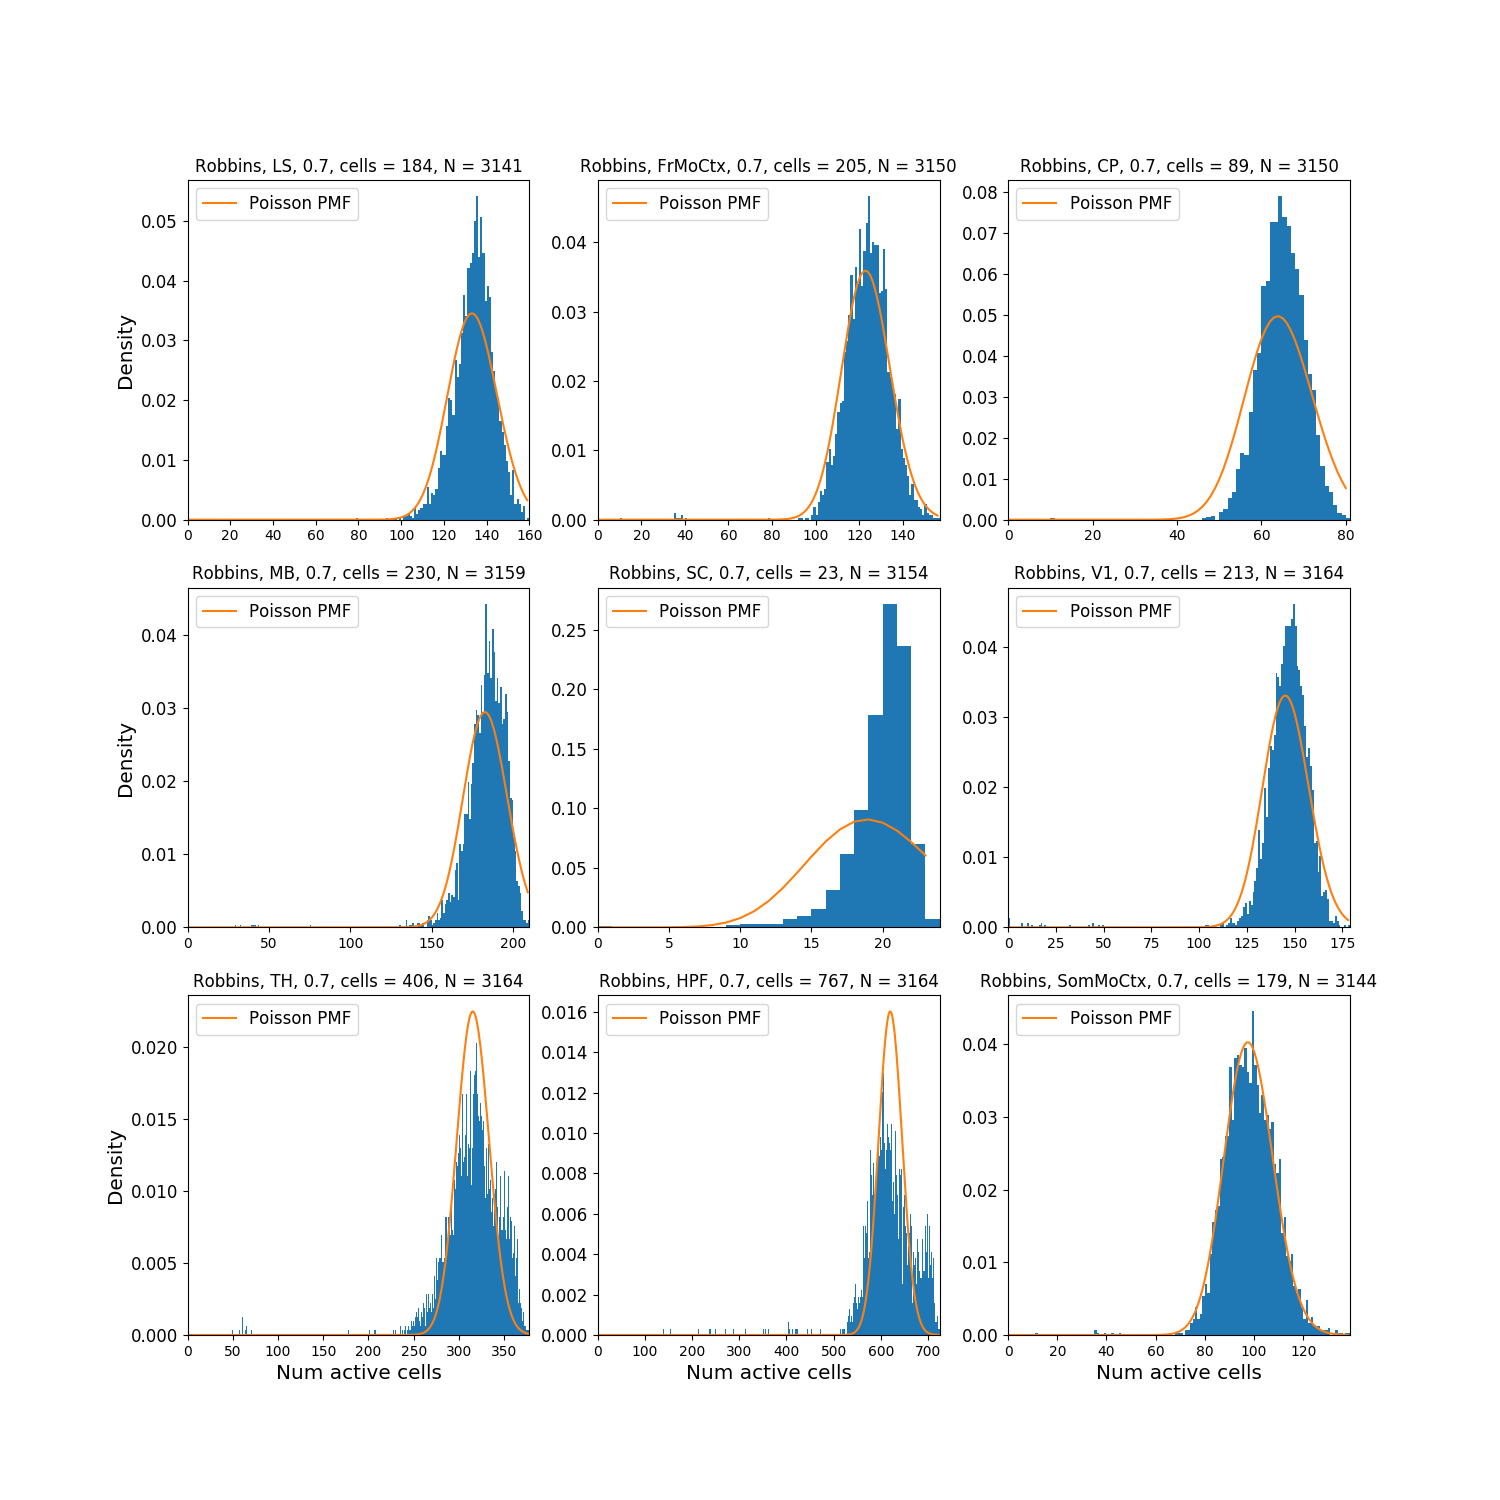 Robbins, LS, 0.7, cells = 184, N = 3141
Poisson PMF
Density
0.05
0.04
0.03
0.02
0.01
0.00
0 20 40 60 80 100 120 140 160
Robbins, FrMoCtx, 0.7, cells = 205, N = 3150
Poisson PMF
0.04
0.03
0.02
0.01
0.00
0 20 40 60 80 100 120 140
Robbins, CP, 0.7, cells = 89, N = 3150
Poisson PMF
0.08
0.07
0.06
0.05
0.04
0.03
0.02
0.01
0.00
0 20 40 60 80
Robbins, MB, 0.7, cells = 230, N = 3159
Poisson PMF
Density
0.04
0.03
0.02
0.01
0.00
0 50 100 150 200
Robbins, SC, 0.7, cells = 23, N = 3154
Poisson PMF
0.25
0.20
0.15
0.10
0.05
0.00
0 5 10 15 20
Robbins, V1, 0.7, cells = 213, N = 3164
Poisson PMF
0.04
0.03
0.02
0.01
0.00
0 25 50 75 100 125 150 175
Robbins, TH, 0.7, cells = 406, N = 3164
Poisson PMF
Density
0.020
0.015
0.010
0.005
0.000
0 50 100 150 200 250 300 350
Num active cells
Robbins, HPF, 0.7, cells = 767, N = 3164
Poisson PMF
0.016
0.014
0.012
0.010
0.008
0.006
0.004
0.002
0.000
0 100 200 300 400 500 600 700
Num active cells
Robbins, SomMoCtx, 0.7, cells = 179, N = 3144
Poisson PMF
0.04
0.03
0.02
0.01
0.00
0 20 40 60 80 100 120
Num active cells